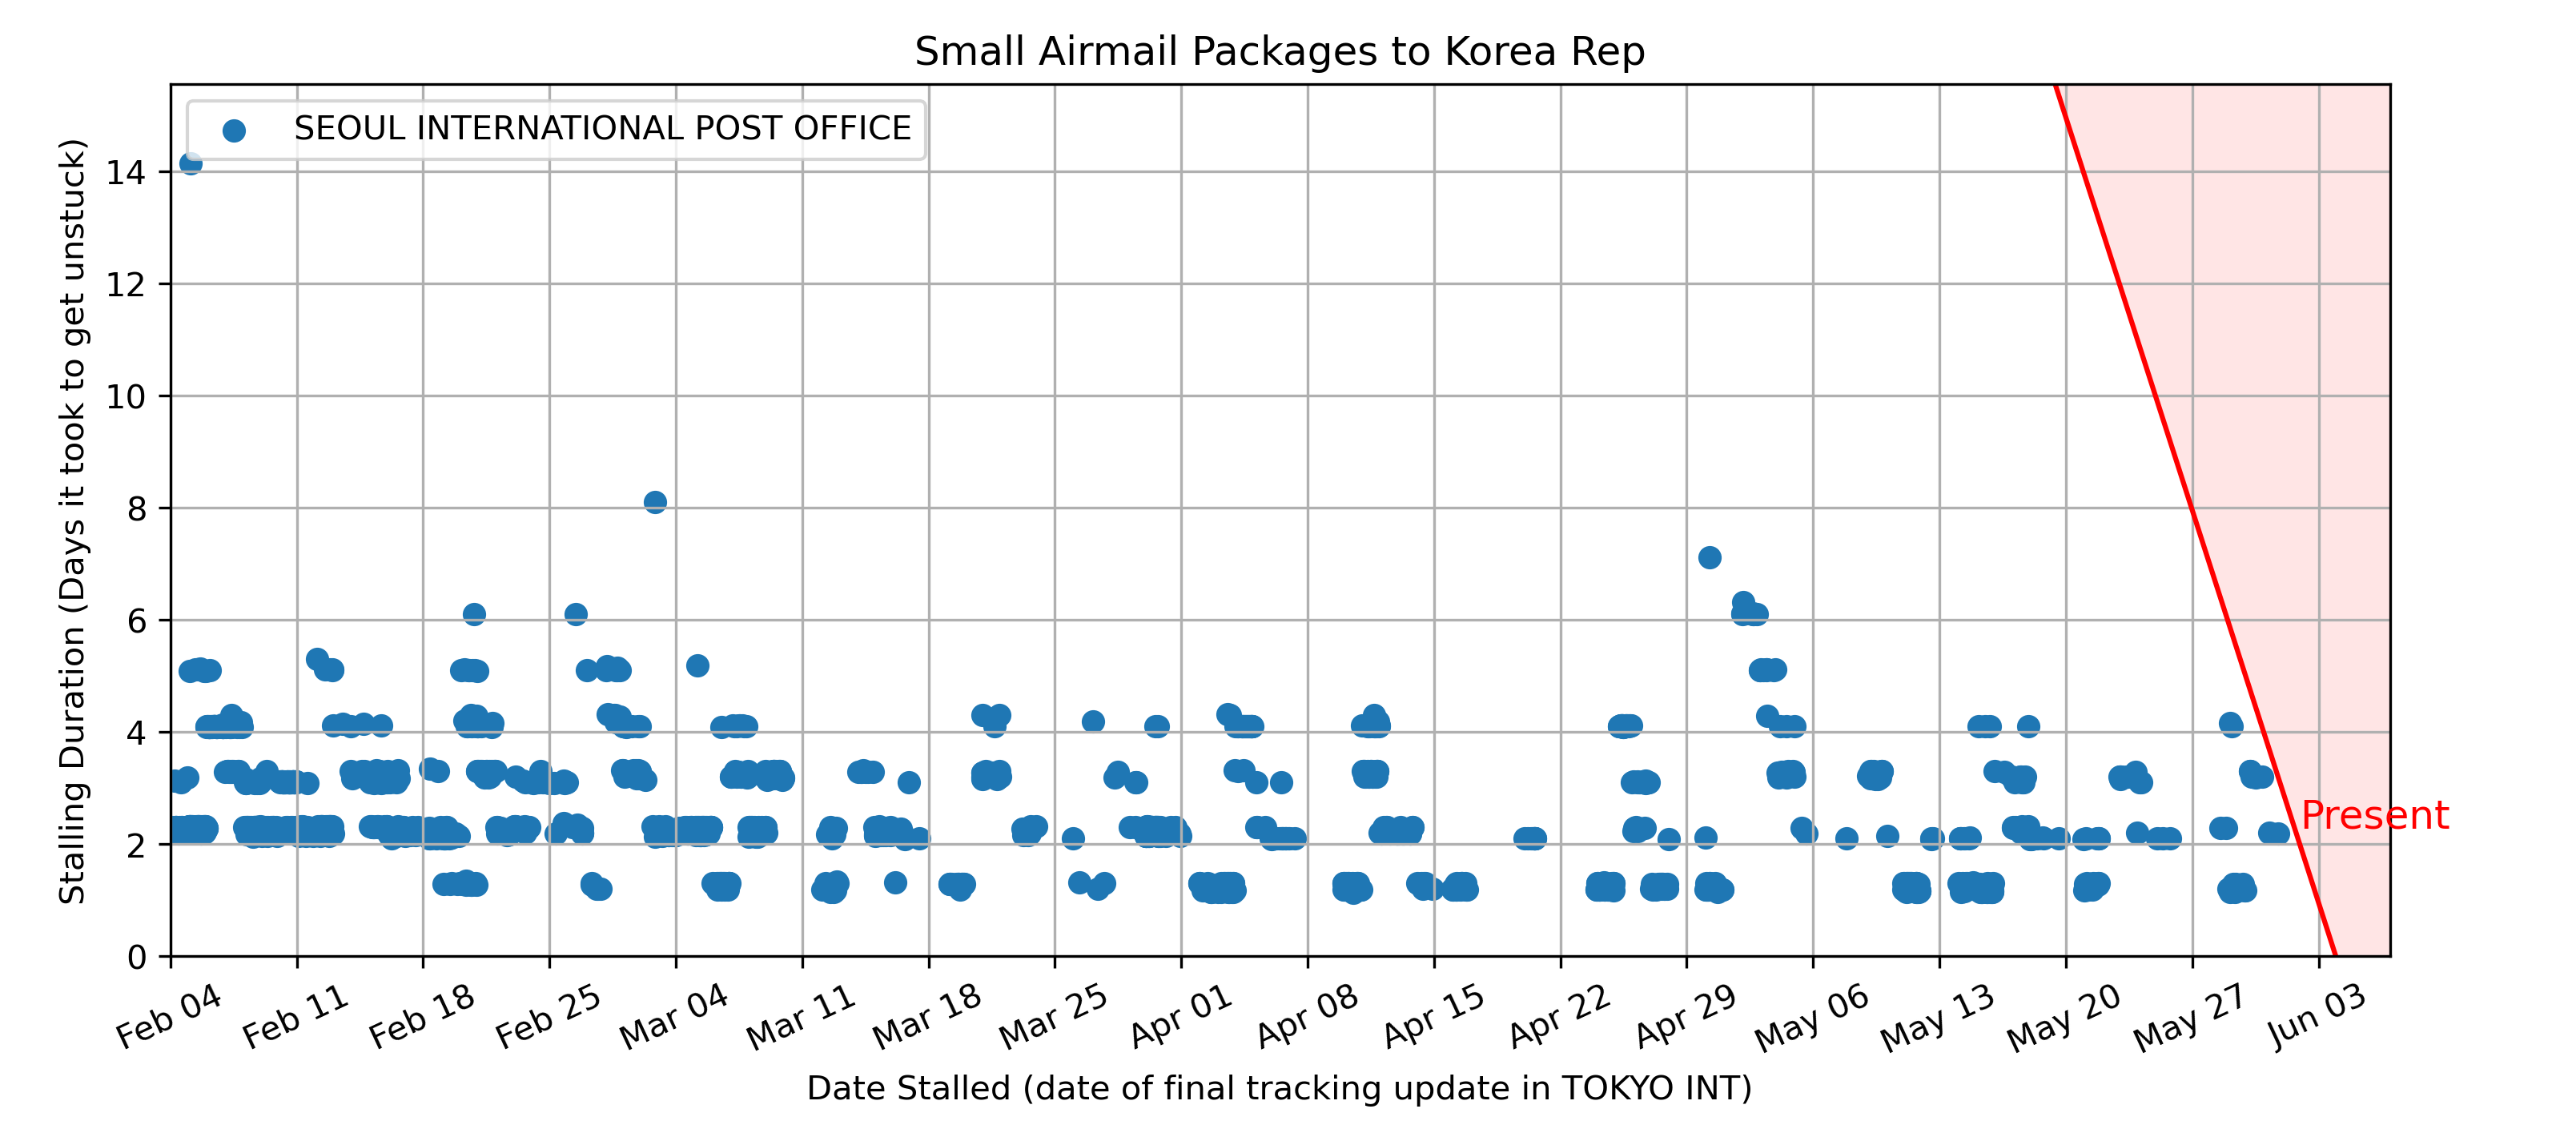 Small Airmail Packages to Korea Rep
SEOUL INTERNATIONAL POST OFFICE
Stalling Duration (Days it took to get unstuck)
14
12
10
8
6
4
2
0
Present
Feb 04
Feb 11
Feb 18
Feb 25
Mar 04
Mar 11
Mar 18
Mar 25
Apr 01
Apr 08
Apr 15
Apr 22
Apr 29
May 06
May 13
May 20
May 27
Jun 03
Date Stalled (date of final tracking update in TOKYO INT)